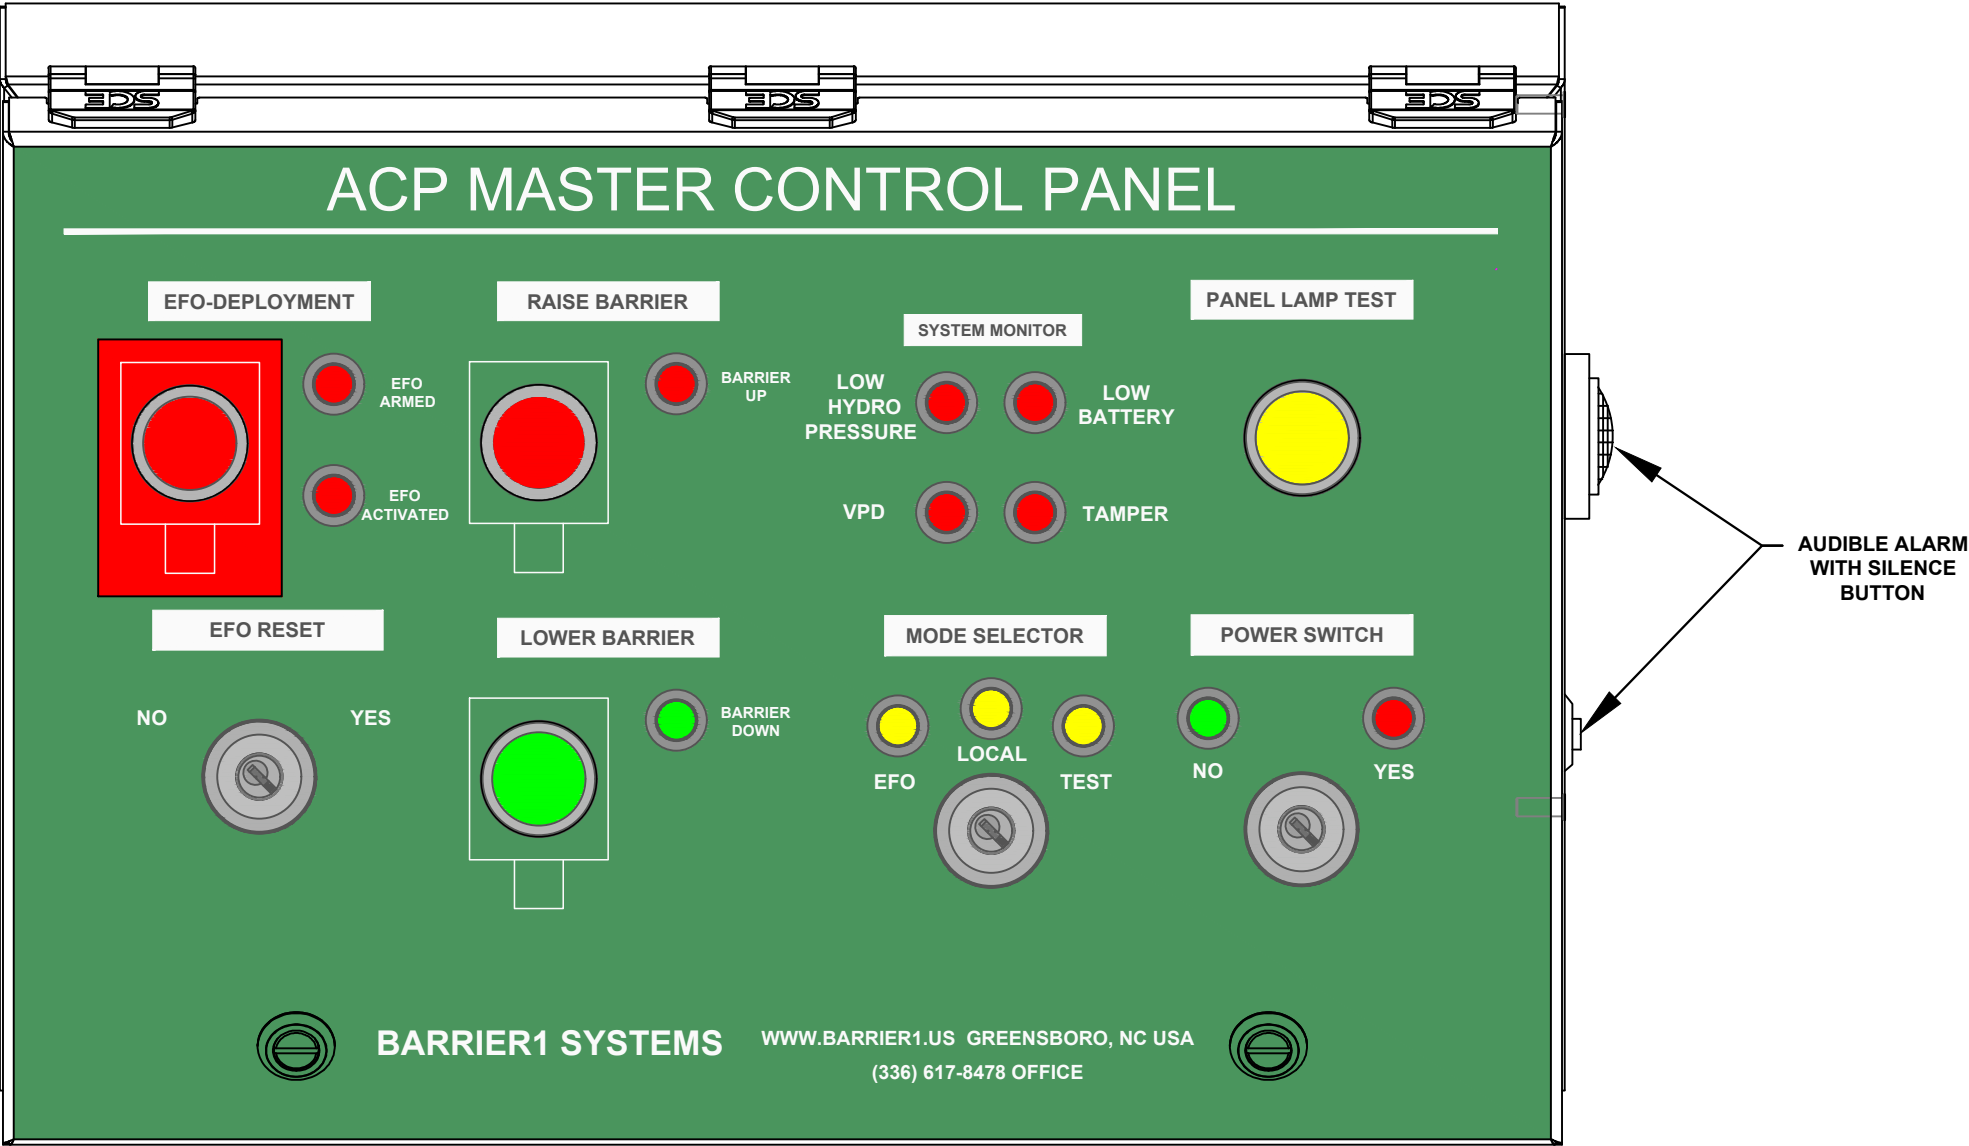 SCE
SCE
SCE
ACP MASTER CONTROL PANEL
EFO-DEPLOYMENT
RAISE BARRIER
SYSTEM MONITOR
PANEL LAMP TEST
EFO
ARMED
BARRIER
UP
LOW
HYDRO
PRESSURE
LOW
BATTERY
EFO
ACTIVATED
VPD
TAMPER
AUDIBLE ALARM
WITH SILENCE
BUTTON
EFO RESET
LOWER BARRIER
MODE SELECTOR
POWER SWITCH
NO
YES
BARRIER
DOWN
EFO
LOCAL
TEST
NO
YES
BARRIER1 SYSTEMS
WWW.BARRIER1.US GREENSBORO, NC USA
(336) 617-8478 OFFICE